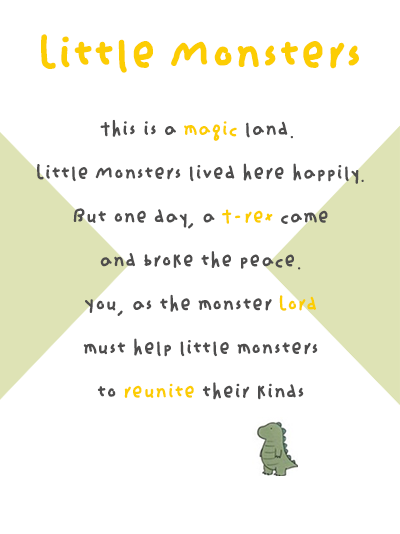 Little Monsters
This is a magic land.
Little Monsters lived here happily.
But one day, a t-rex came
and broke the peace.
You, as the monster Lord
must help little monsters
to reunite their kinds